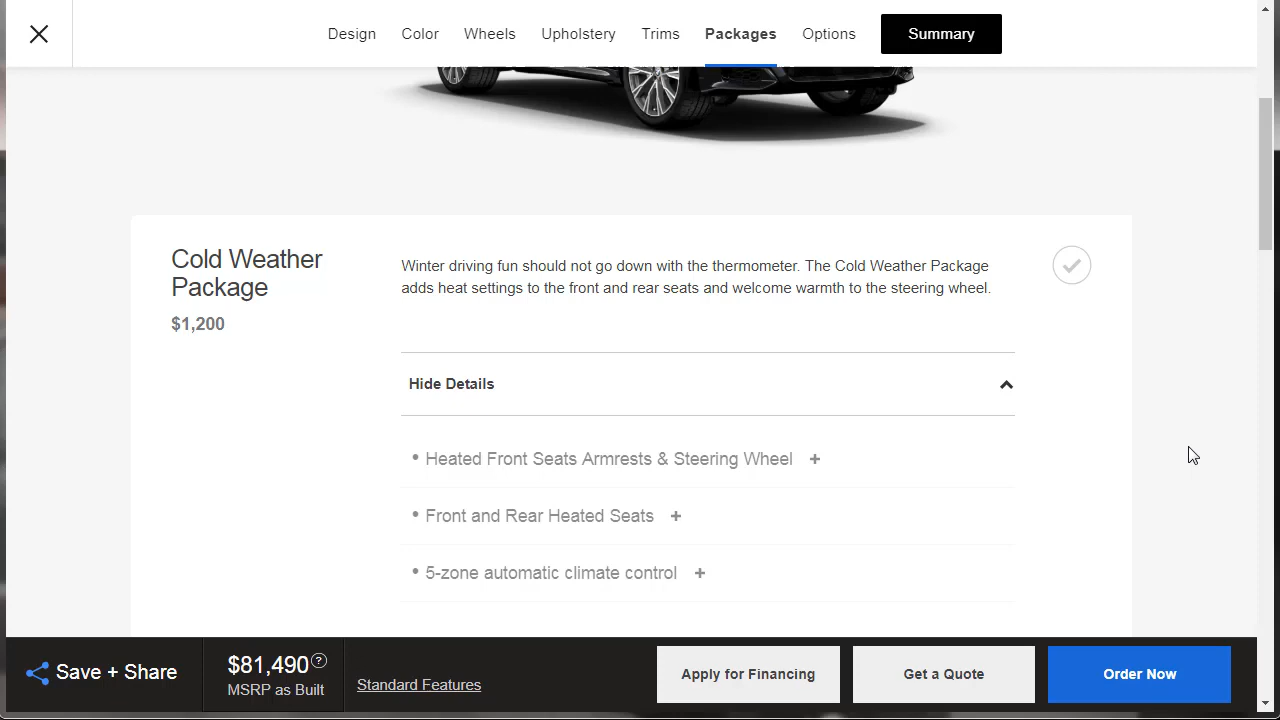 Design Color Wheels Upholstery Trims Packages Options Summary
Cold Weather
Package
$1,200
Winter driving fun should not go down with the thermometer. The Cold Weather Package
adds heat settings to the front and rear seats and welcome warmth to the steering wheel.
Hide Details
• Heated Front Seats Armrests & Steering Wheel +
• Front and Rear Heated Seats +
• 5-zone automatic climate control +
Save + Share
$81,490 ?
MSRP as Built
Standard Features
Apply for Financing
Get a Quote
Order Now